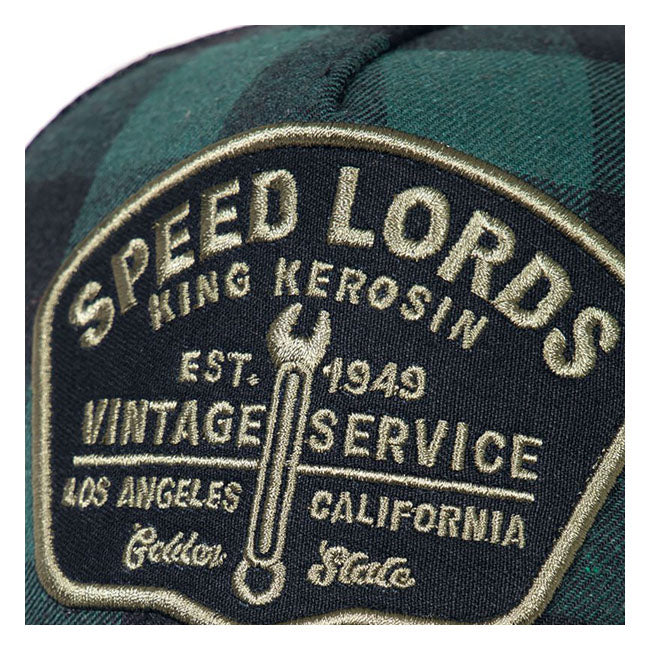 SPEED LORDS
KING KEROSIN
EST. 1949
VINTAGE SERVICE
LOS ANGELES CALIFORNIA
Golden State